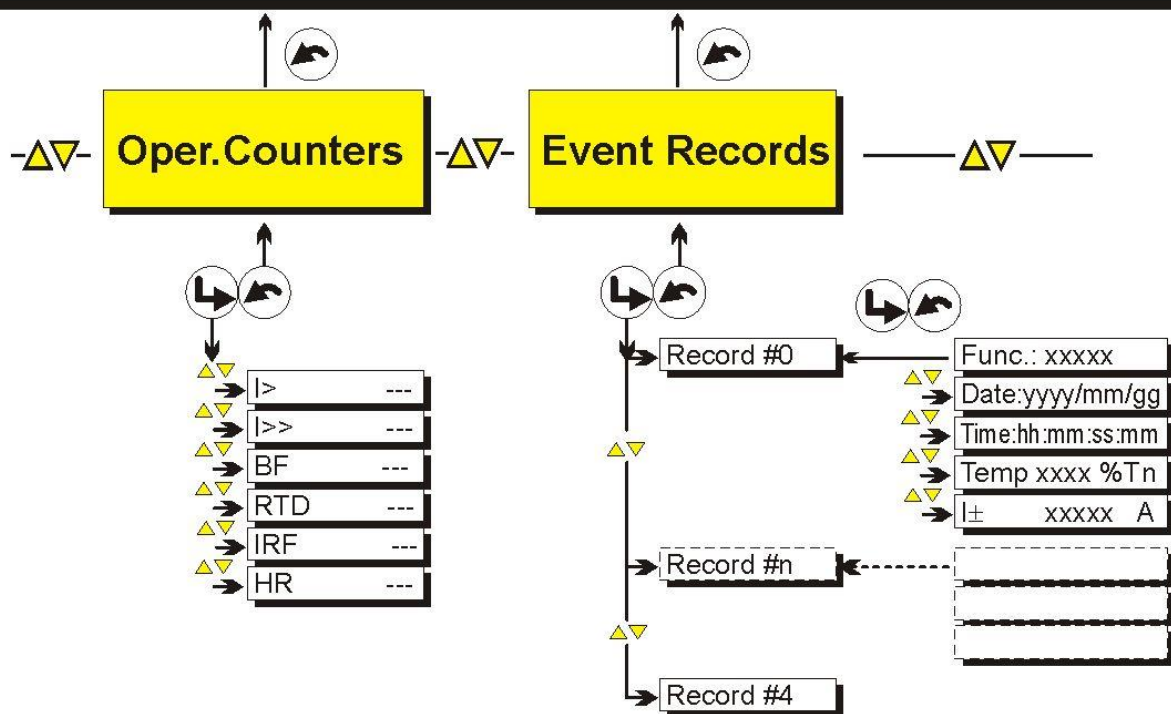 Oper.Counters
Event Records
I> ---
I>> ---
BF ---
RTD ---
IRF ---
HR ---
Record #0
Record #n
Record #4
Func.: xxxxx
Date:yyyy/mm/gg
Time:hh:mm:ss:mm
Temp xxxx %Tn
I± xxxxx A